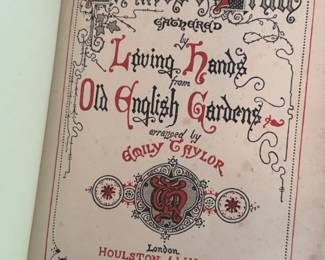 GATHERED
by
Loving Hands
from
Old English Gardens
arranged by
EMILY TAYLOR
London
HOULSTON